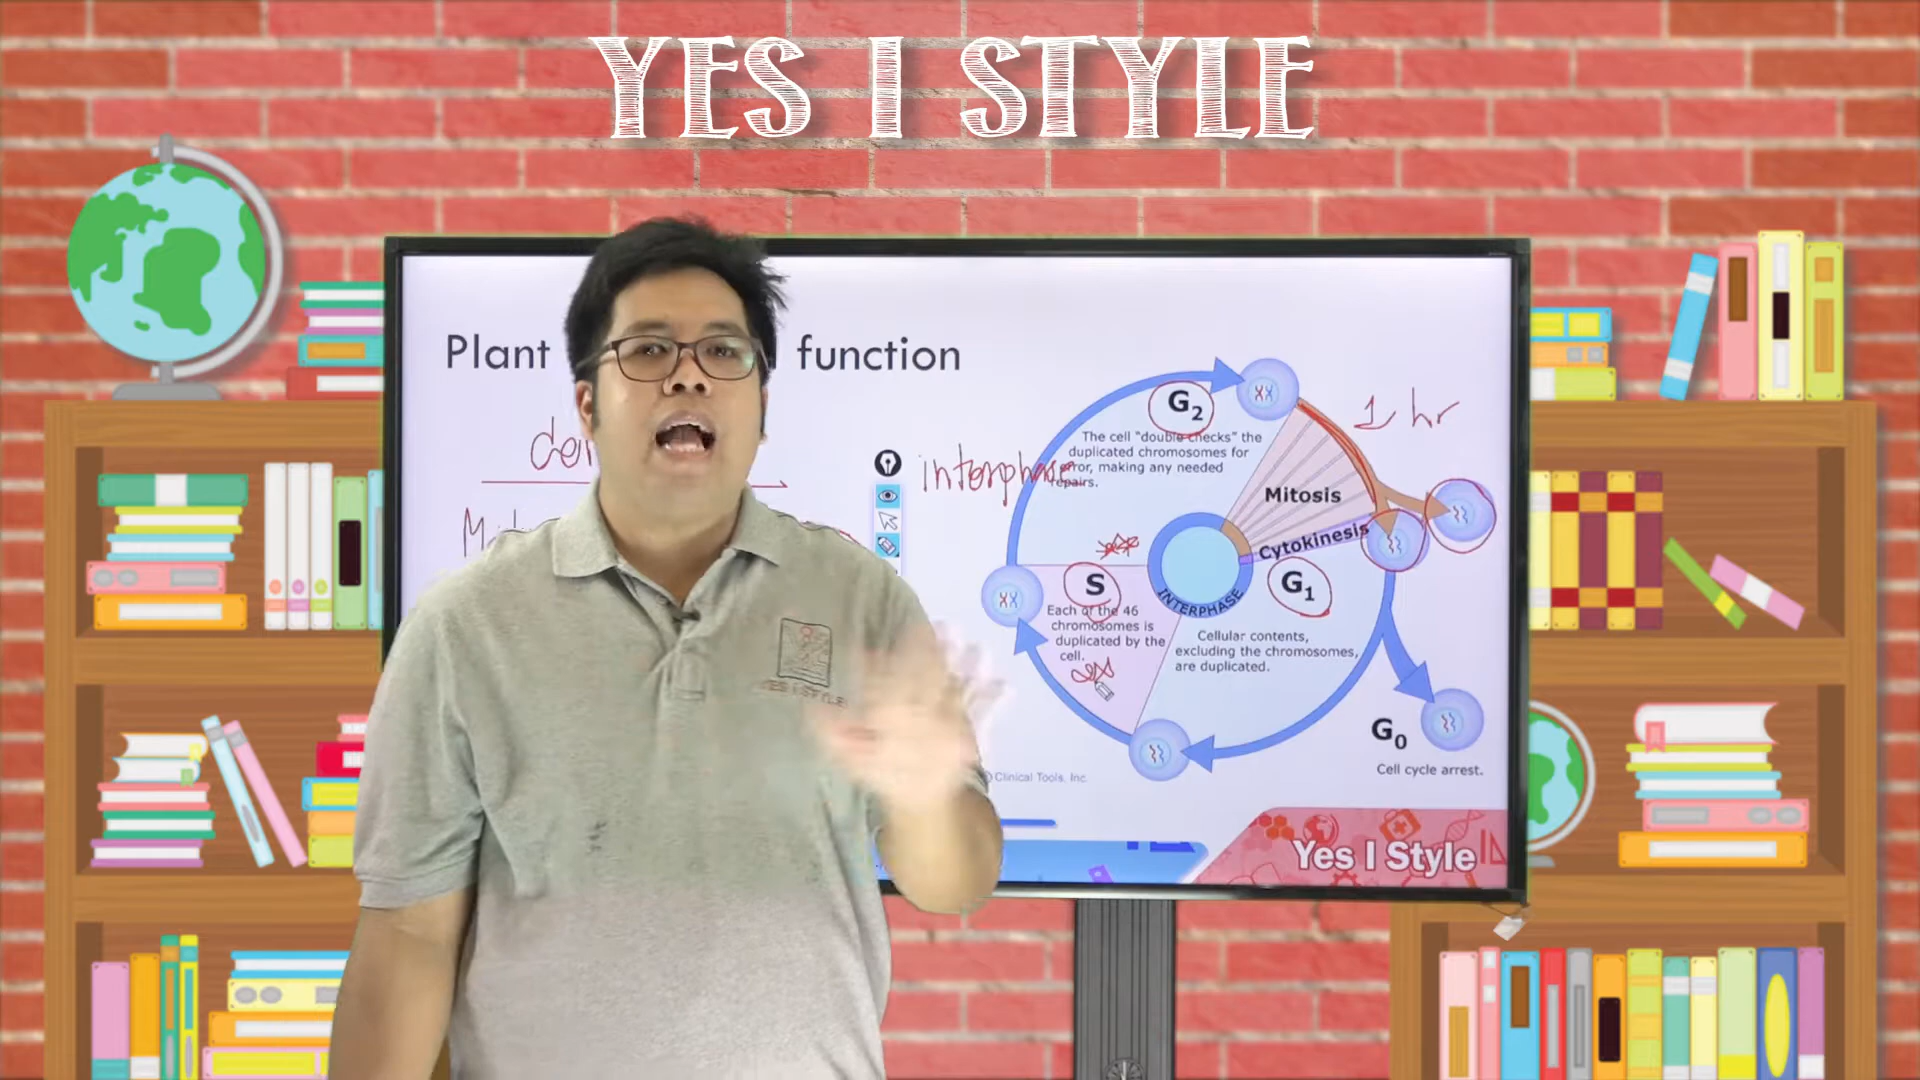 YES I STYLE
Plant
function
G2
The cell "double checks" the
duplicated chromosomes for
error, making any needed
repairs.
1 hr
interphase
Mitosis
Cytokinesis
S
Each of the 46
chromosomes is
duplicated by the
cell.
INTERPHASE
G1
Cellular contents,
excluding the chromosomes,
are duplicated.
G0
Cell cycle arrest.
© Clinical Tools, Inc.
YES I STYLE
Yes I Style